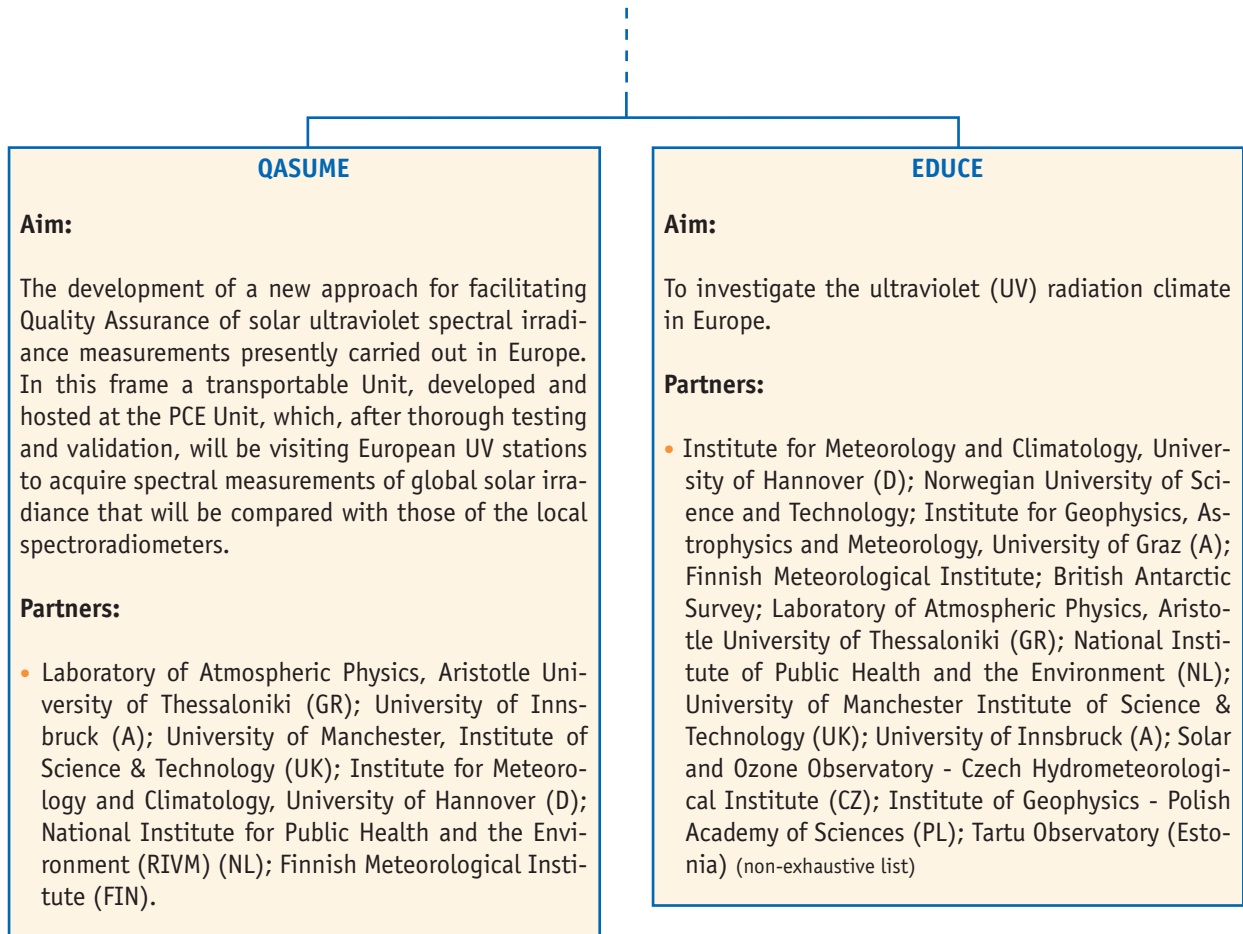 QASUME
Aim:
The development of a new approach for facilitating
Quality Assurance of solar ultraviolet spectral irradi-
ance measurements presently carried out in Europe.
In this frame a transportable Unit, developed and
hosted at the PCE Unit, which, after thorough testing
and validation, will be visiting European UV stations
to acquire spectral measurements of global solar irra-
diance that will be compared with those of the local
spectroradiometers.
Partners:
• Laboratory of Atmospheric Physics, Aristotle Uni-
versity of Thessaloniki (GR); University of Inns-
bruck (A); University of Manchester, Institute of
Science & Technology (UK); Institute for Meteoro-
logy and Climatology, University of Hannover (D);
National Institute for Public Health and the Envi-
ronment (RIVM) (NL); Finnish Meteorological Insti-
tute (FIN).
EDUCE
Aim:
To investigate the ultraviolet (UV) radiation climate
in Europe.
Partners:
• Institute for Meteorology and Climatology, Univer-
sity of Hannover (D); Norwegian University of Sci-
ence and Technology; Institute for Geophysics, As-
trophysics and Meteorology, University of Graz (A);
Finnish Meteorological Institute; British Antarctic
Survey; Laboratory of Atmospheric Physics, Aristo-
tle University of Thessaloniki (GR); National Insti-
tute of Public Health and the Environment (NL);
University of Manchester Institute of Science &
Technology (UK); University of Innsbruck (A); Solar
and Ozone Observatory - Czech Hydrometeorologi-
cal Institute (CZ); Institute of Geophysics - Polish
Academy of Sciences (PL); Tartu Observatory (Esto-
nia) (non-exhaustive list)